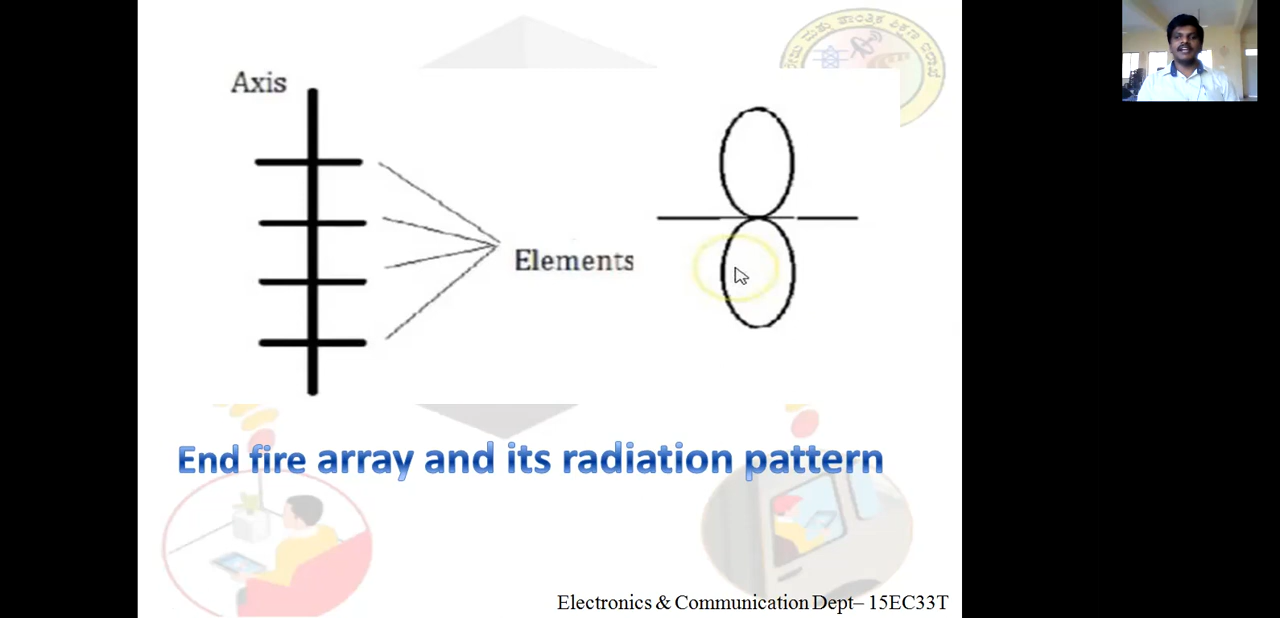 Axis
Elements
End fire array and its radiation pattern
Electronics & Communication Dept– 15EC33T